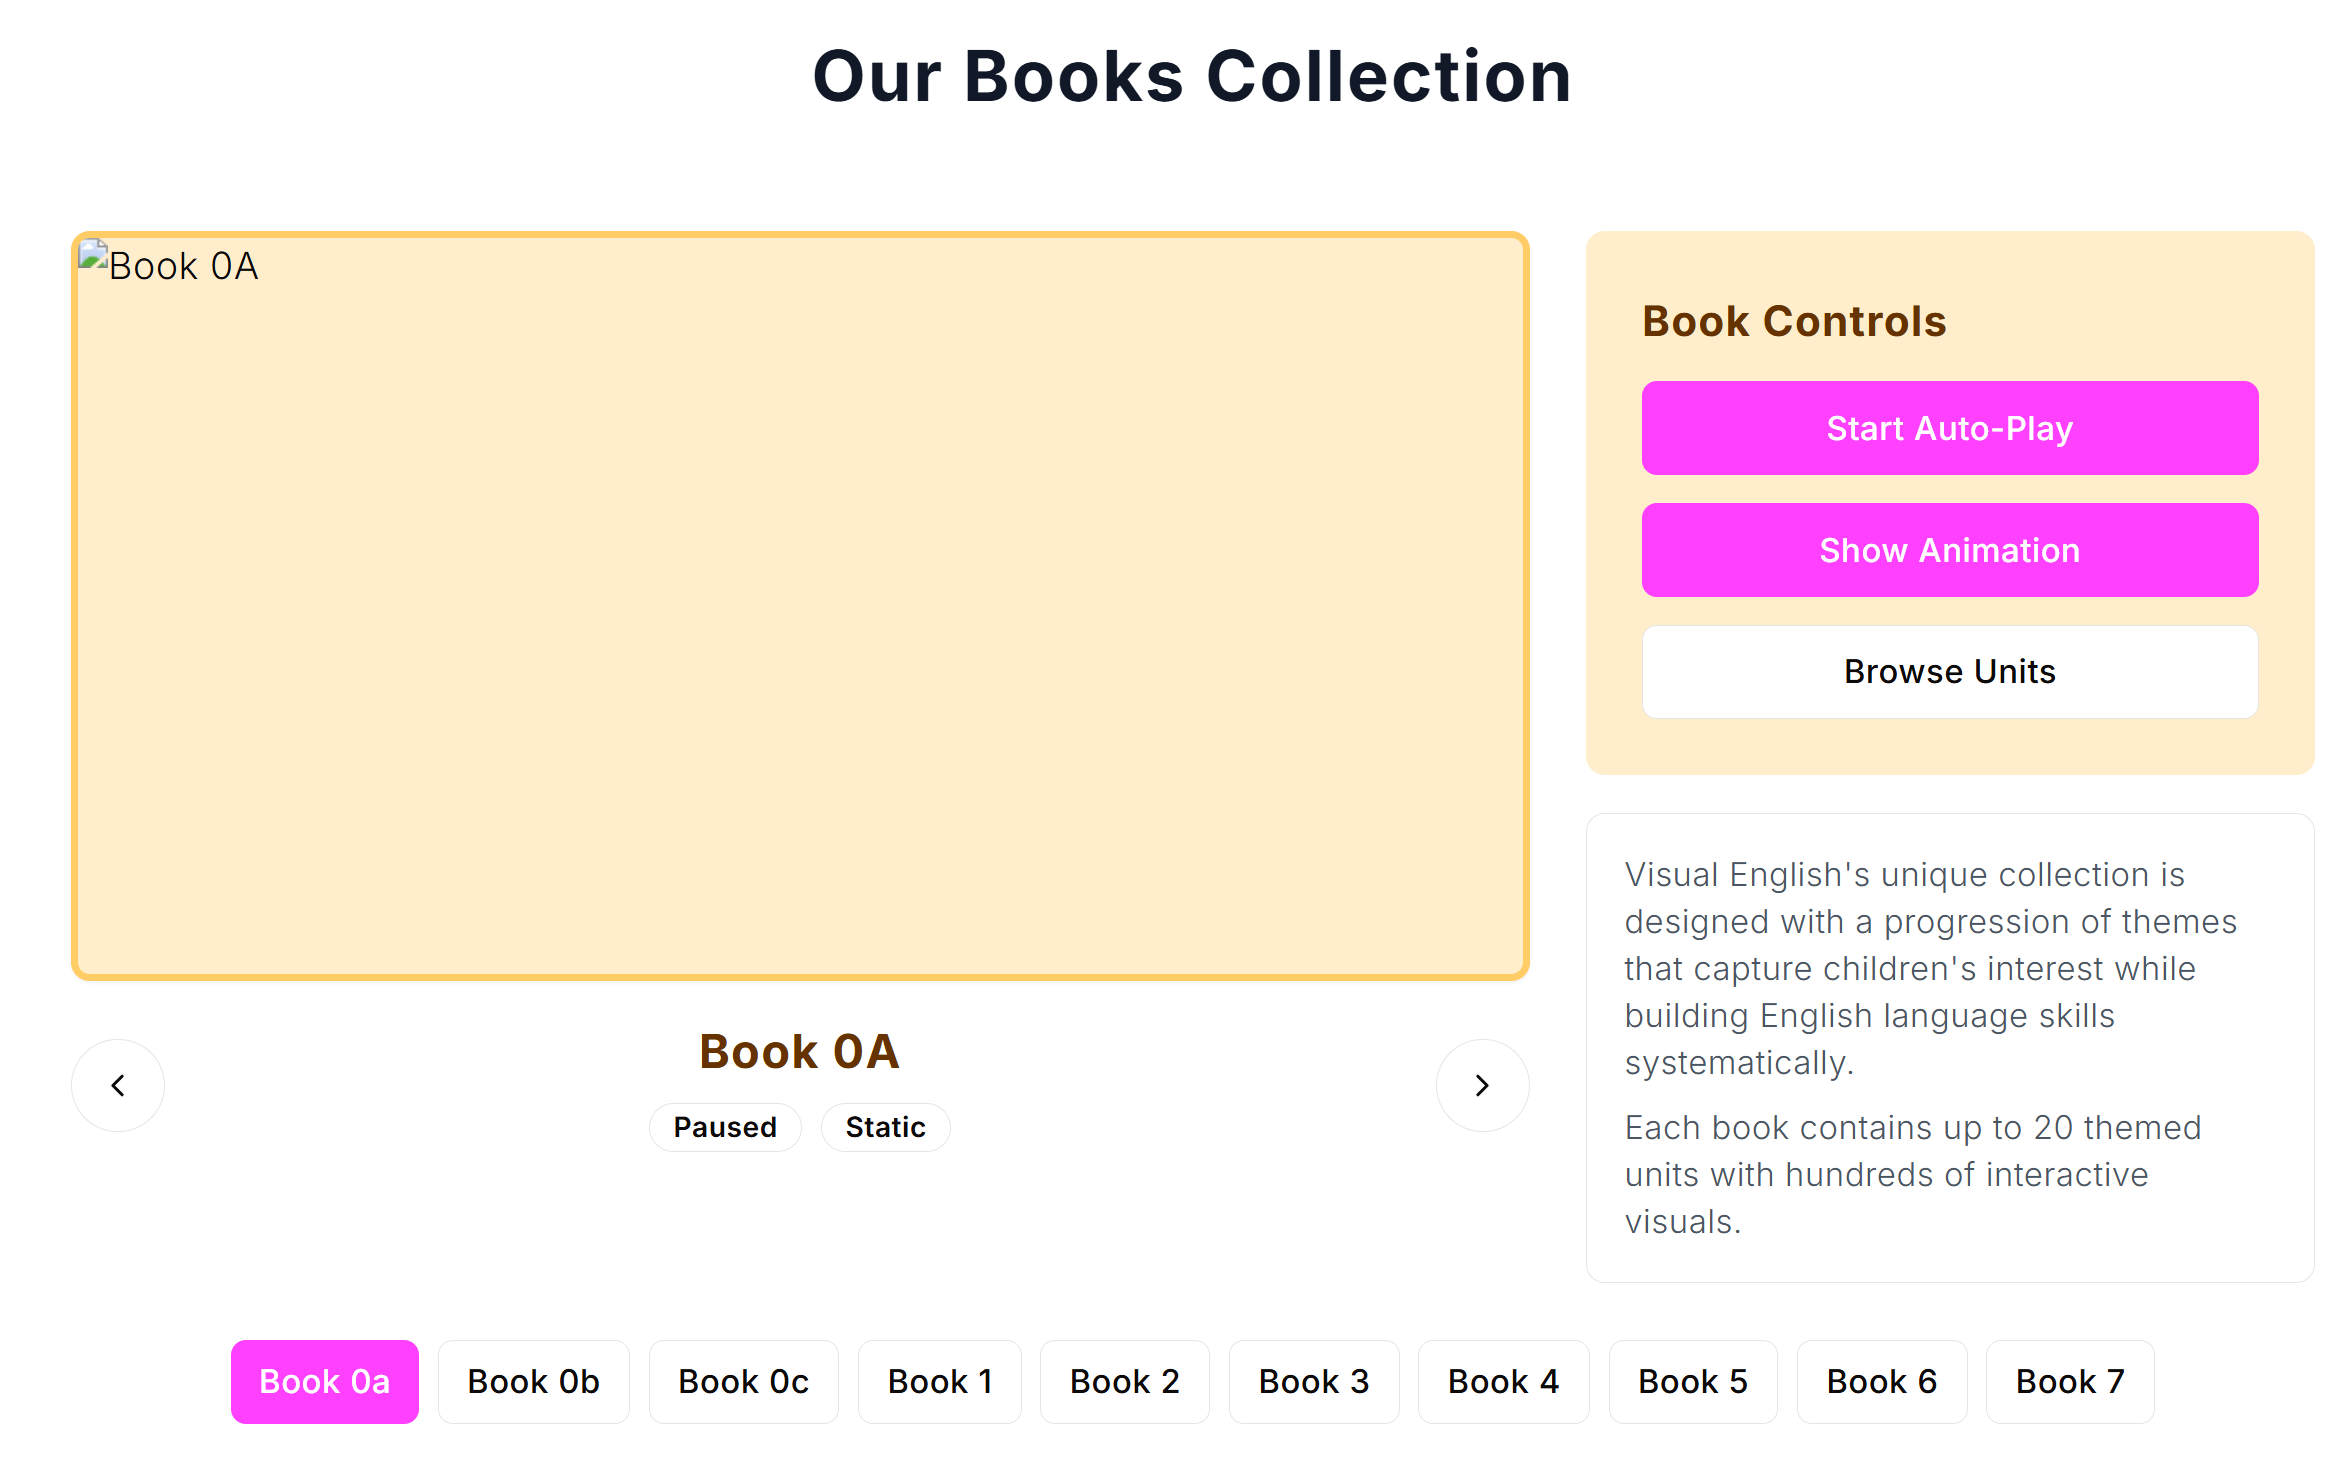 Our Books Collection
Book 0A
Book 0A
Paused
Static
Book Controls
Start Auto-Play
Show Animation
Browse Units
Visual English's unique collection is
designed with a progression of themes
that capture children's interest while
building English language skills
systematically.
Each book contains up to 20 themed
units with hundreds of interactive
visuals.
Book 0a
Book 0b
Book 0c
Book 1
Book 2
Book 3
Book 4
Book 5
Book 6
Book 7